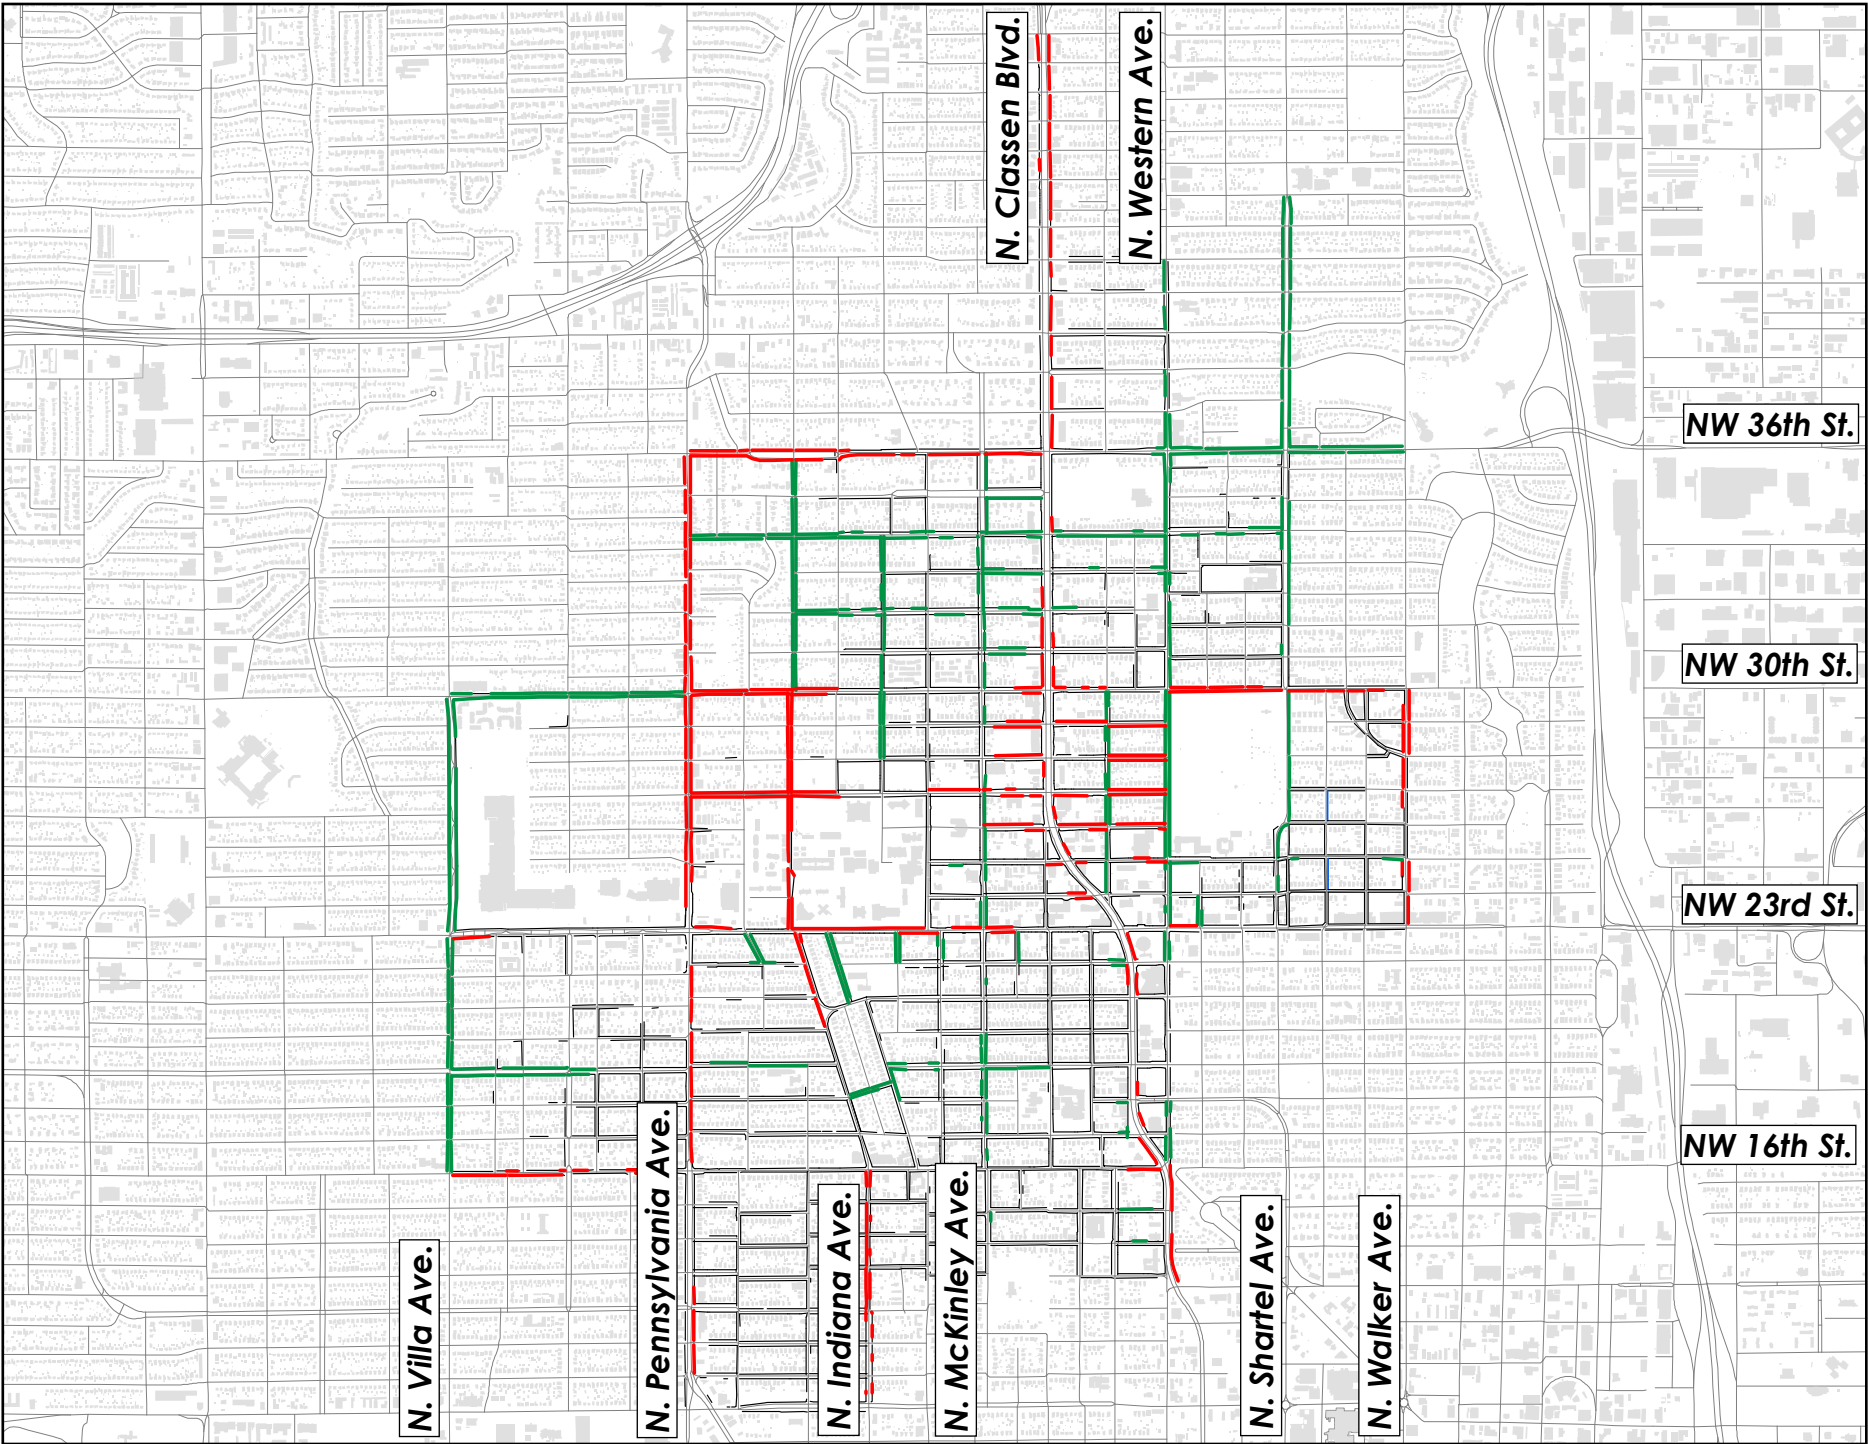 N. Classen Blvd.
N. Western Ave.
NW 36th St.
NW 30th St.
NW 23rd St.
NW 16th St.
N. Villa Ave.
N. Pennsylvania Ave.
N. Indiana Ave.
N. McKinley Ave.
N. Shartel Ave.
N. Walker Ave.